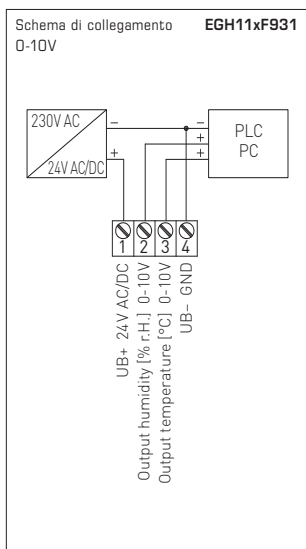 Schema di collegamento EGH11xF931
0-10V
230V AC
24V AC/DC
–
+
–
+
+
PLC
PC
1 2 3 4
UB+ 24V AC/DC
Output humidity [% r.H.] 0-10V
Output temperature [°C] 0-10V
UB– GND